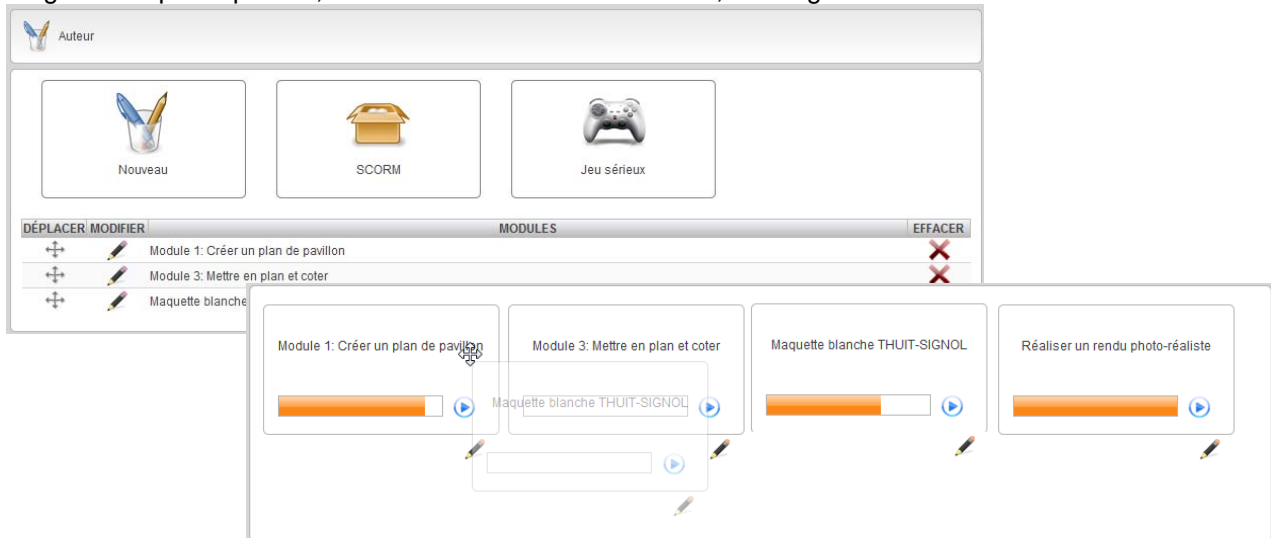 Auteur
Nouveau
SCORM
Jeu sérieux
DÉPLACER MODIFIER MODULES EFFACER
Module 1: Créer un plan de pavillon
Module 3: Mettre en plan et coter
Maquette blanche
Module 1: Créer un plan de pavillon
Module 3: Mettre en plan et coter
Maquette blanche THUIT-SIGNOL
Réaliser un rendu photo-réaliste
Maquette blanche THUIT-SIGNOL